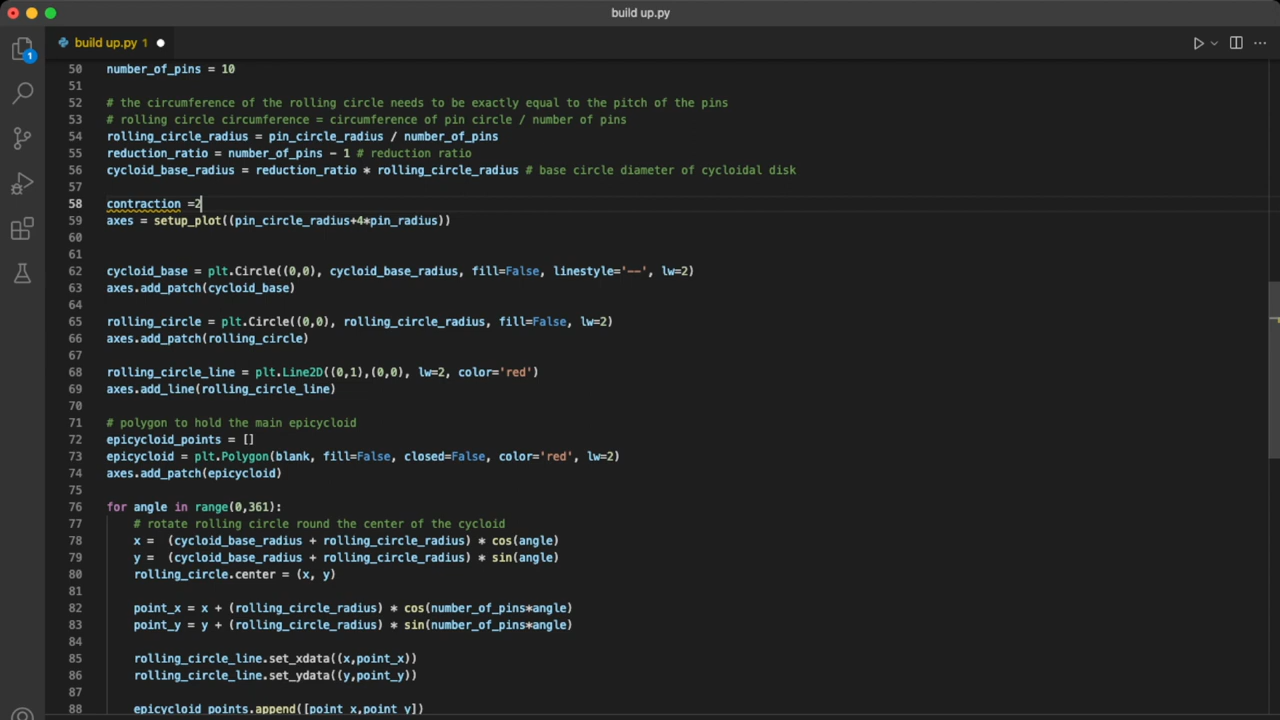 build up.py
build up.py 1
1
50 number_of_pins = 10
51
52 # the circumference of the rolling circle needs to be exactly equal to the pitch of the pins
53 # rolling circle circumference = circumference of pin circle / number of pins
54 rolling_circle_radius = pin_circle_radius / number_of_pins
55 reduction_ratio = number_of_pins - 1 # reduction ratio
56 cycloid_base_radius = reduction_ratio * rolling_circle_radius # base circle diameter of cycloidal disk
57
58 contraction =2
59 axes = setup_plot((pin_circle_radius+4*pin_radius))
60
61
62 cycloid_base = plt.Circle((0,0), cycloid_base_radius, fill=False, linestyle='--', lw=2)
63 axes.add_patch(cycloid_base)
64
65 rolling_circle = plt.Circle((0,0), rolling_circle_radius, fill=False, lw=2)
66 axes.add_patch(rolling_circle)
67
68 rolling_circle_line = plt.Line2D((0,1),(0,0), lw=2, color='red')
69 axes.add_line(rolling_circle_line)
70
71 # polygon to hold the main epicycloid
72 epicycloid_points = []
73 epicycloid = plt.Polygon(blank, fill=False, closed=False, color='red', lw=2)
74 axes.add_patch(epicycloid)
75
76 for angle in range(0,361):
77 # rotate rolling circle round the center of the cycloid
78 x =  (cycloid_base_radius + rolling_circle_radius) * cos(angle)
79 y =  (cycloid_base_radius + rolling_circle_radius) * sin(angle)
80 rolling_circle.center = (x, y)
81
82 point_x = x + (rolling_circle_radius) * cos(number_of_pins*angle)
83 point_y = y + (rolling_circle_radius) * sin(number_of_pins*angle)
84
85 rolling_circle_line.set_xdata((x,point_x))
86 rolling_circle_line.set_ydata((y,point_y))
87
88 epicycloid_points.append([point_x,point_y])